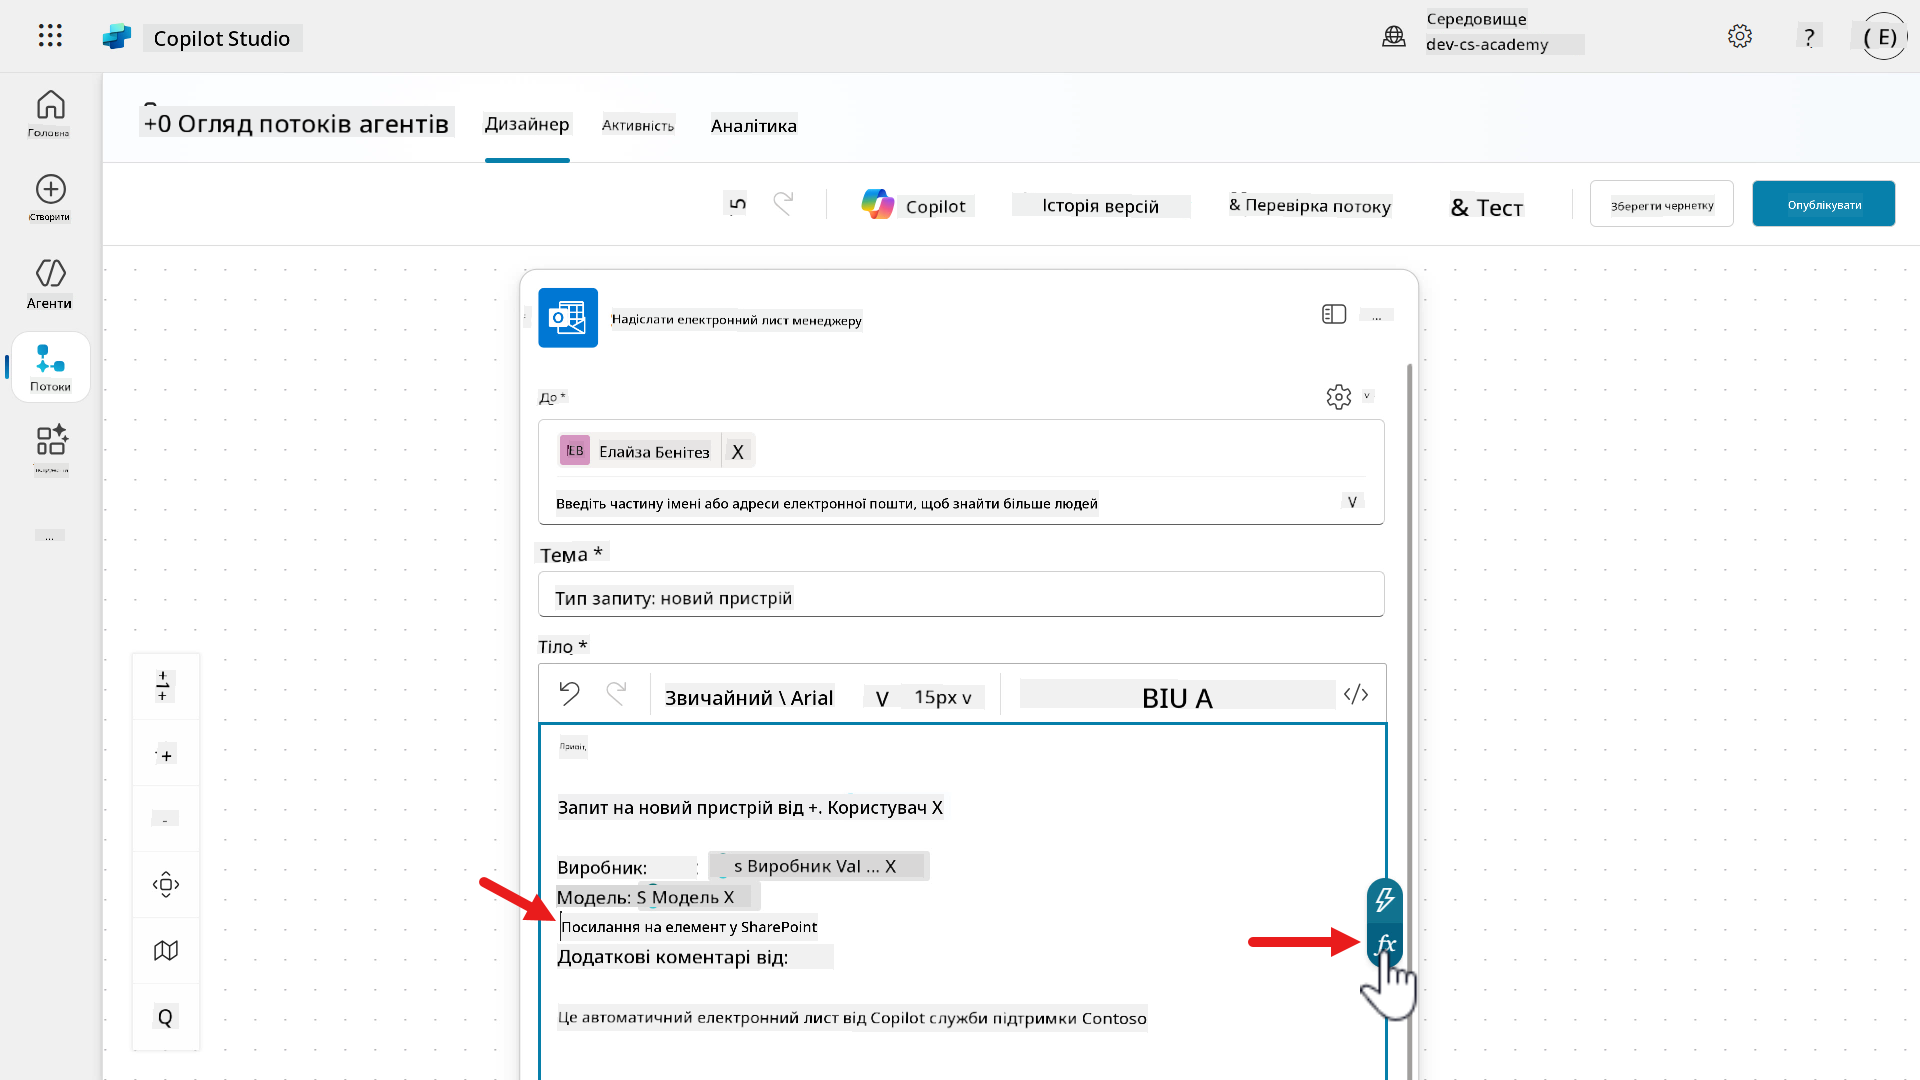 Copilot Studio
Середовище
dev-cs-academy
?
( E)
Головна
Створити
Агенти
Потоки
...
+0 Огляд потоків агентів
Дизайнер
Активність
Аналітика
Copilot
Історія версій
& Перевірка потоку
& Тест
Зберегти чернетку
Опублікувати
Надіслати електронний лист менеджеру
...
До *
Елайза Бенітез X
Введіть частину імені або адреси електронної пошти, щоб знайти більше людей
V
Тема *
Тип запиту: новий пристрій
Тіло *
Звичайний \ Arial V 15px v BIU A </>
Привіт,
Запит на новий пристрій від +. Користувач X
Виробник: : s Виробник Val ... X
Модель: S Модель X
Посилання на елемент у SharePoint
Додаткові коментарі від:
Це автоматичний електронний лист від Copilot служби підтримки Contoso
fx
+
-
Q